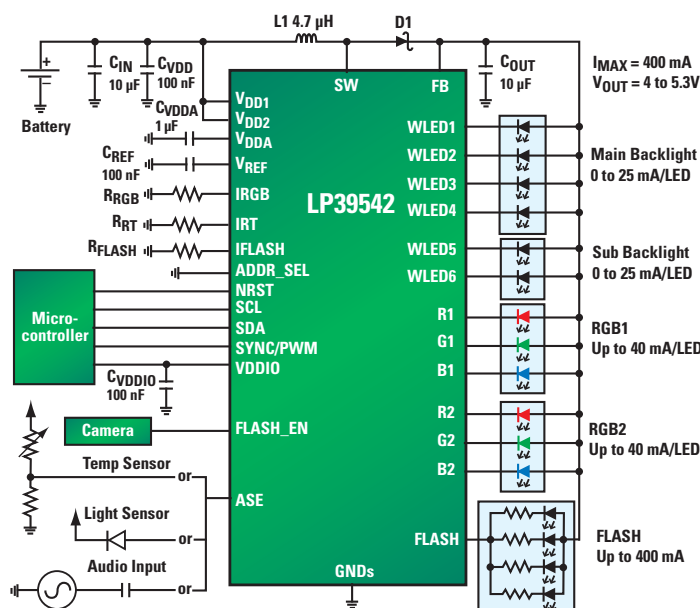 L1 4.7 µH
D1
+
–
Battery
CIN
10 µF
CVDD
100 nF
COUT
10 µF
IMAX = 400 mA
VOUT = 4 to 5.3V
SW
FB
CVDDA
1 µF
CREF
100 nF
RRGB
RRT
RFLASH
VDD1
VDD2
VDDA
VREF
IRGB
IRT
IFLASH
ADDR_SEL
NRST
SCL
SDA
SYNC/PWM
VDDIO
FLASH_EN
ASE
LP39542
WLED1
WLED2
WLED3
WLED4
WLED5
WLED6
R1
G1
B1
R2
G2
B2
FLASH
GNDs
Main Backlight
0 to 25 mA/LED
Sub Backlight
0 to 25 mA/LED
RGB1
Up to 40 mA/LED
RGB2
Up to 40 mA/LED
FLASH
Up to 400 mA
Micro-
controller
CVDDIO
100 nF
Camera
Temp Sensor
or
Light Sensor
or
Audio Input
or